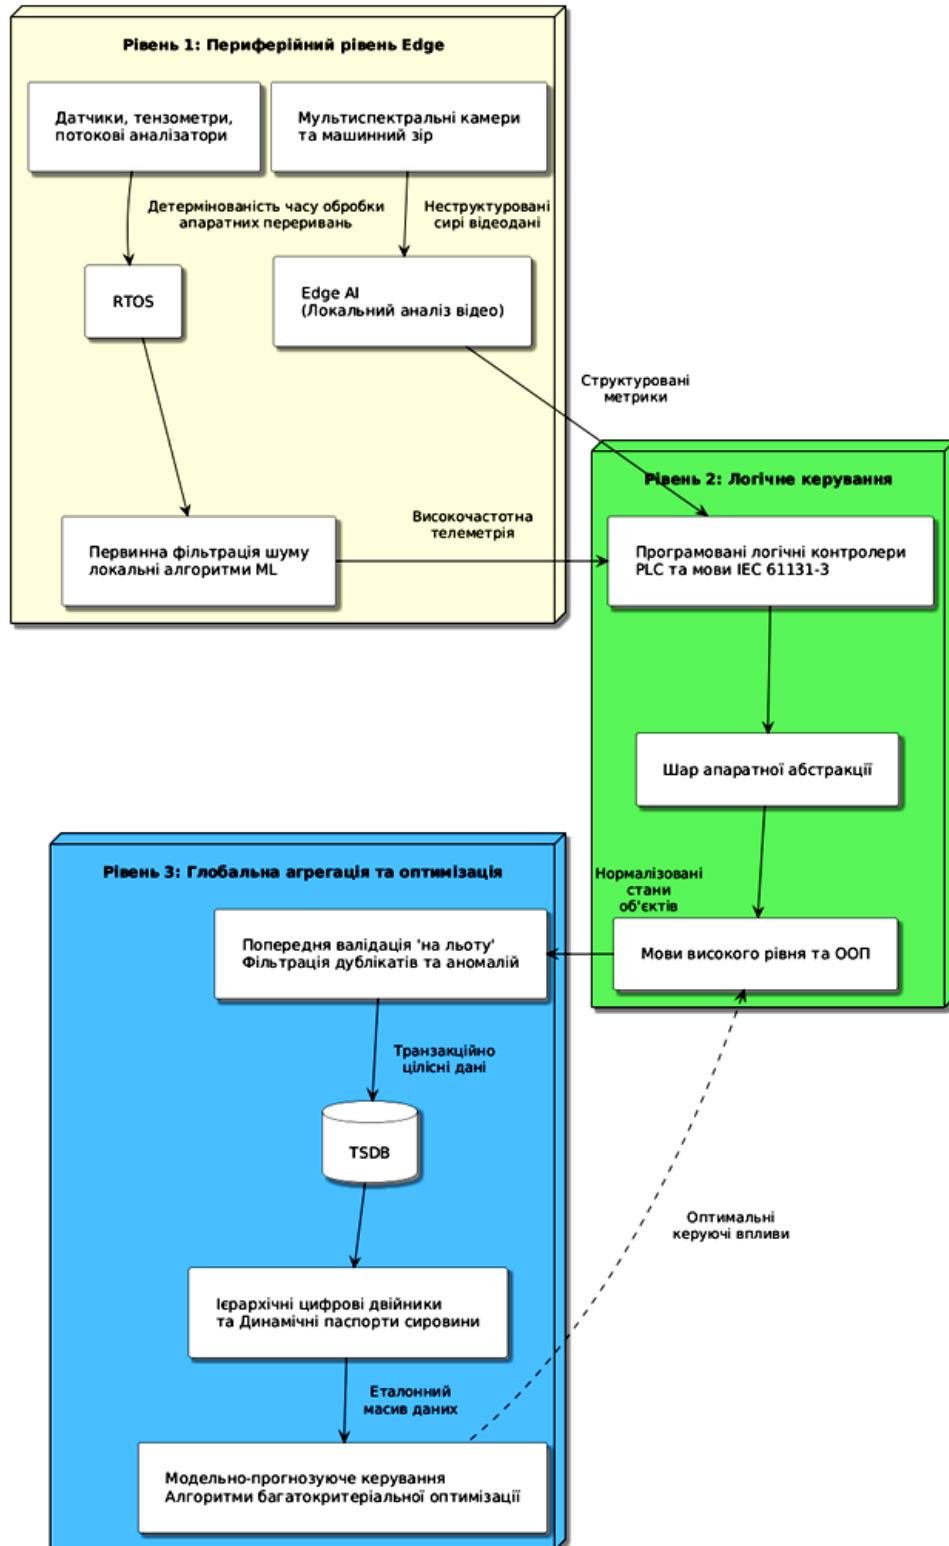 Рівень 1: Периферійний рівень Edge
Датчики, тензометри,
потокові аналізатори
Мультиспектральні камери
та машинний зір
Детермінованість часу обробки
апаратних переривань
Неструктуровані
сирі відеодані
RTOS
Edge AI
(Локальний аналіз відео)
Структуровані
метрики
Первинна фільтрація шуму
локальні алгоритми ML
Високочастотна
телеметрія
Рівень 2: Логічне керування
Програмовані логічні контролери
PLC та мови IEC 61131-3
Шар апаратної абстракції
Нормалізовані
стани
об'єктів
Мови високого рівня та ООП
Рівень 3: Глобальна агрегація та оптимізація
Попередня валідація 'на льоту'
Фільтрація дублікатів та аномалій
Транзакційно
цілісні дані
TSDB
Оптимальні
керуючі впливи
Ієрархічні цифрові двійники
та Динамічні паспорти сировини
Еталонний
масив даних
Модельно-прогнозуюче керування
Алгоритми багатокритеріальної оптимізації